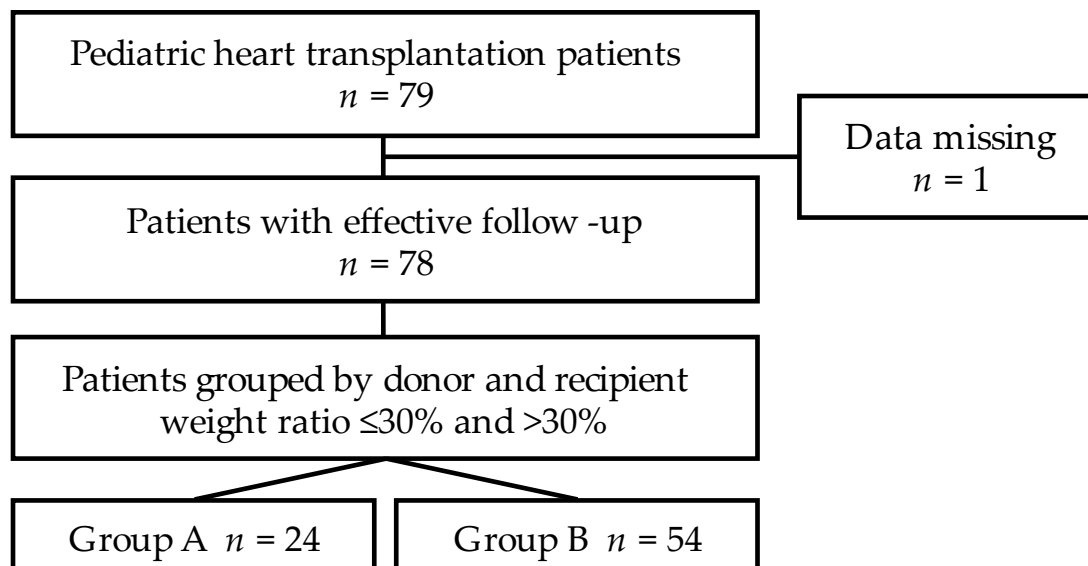 Pediatric heart transplantation patients
n = 79
Data missing
n = 1
Patients with effective follow -up
n = 78
Patients grouped by donor and recipient
weight ratio ≤30% and >30%
Group A n = 24
Group B n = 54